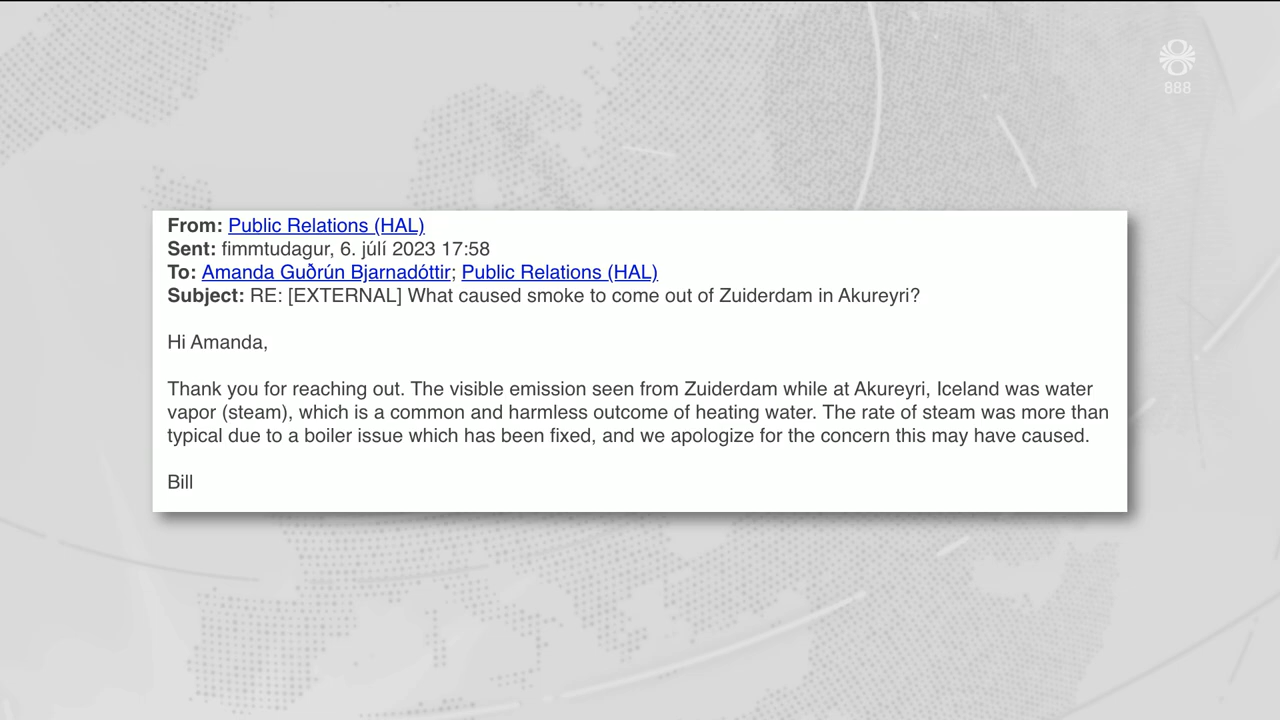 888
From: Public Relations (HAL)
Sent: fimmtudagur, 6. júlí 2023 17:58
To: Amanda Guðrún Bjarnadóttir; Public Relations (HAL)
Subject: RE: [EXTERNAL] What caused smoke to come out of Zuiderdam in Akureyri?
Hi Amanda,
Thank you for reaching out. The visible emission seen from Zuiderdam while at Akureyri, Iceland was water
vapor (steam), which is a common and harmless outcome of heating water. The rate of steam was more than
typical due to a boiler issue which has been fixed, and we apologize for the concern this may have caused.
Bill